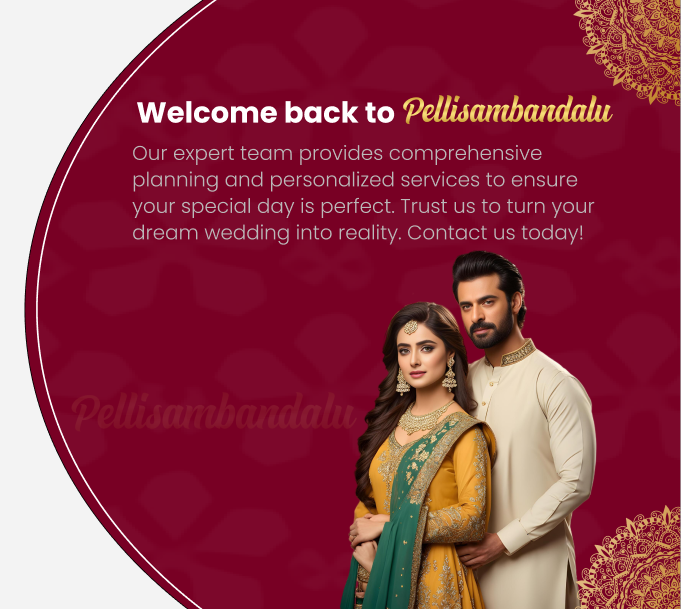 Welcome back to Pellisambandalu
Our expert team provides comprehensive
planning and personalized services to ensure
your special day is perfect. Trust us to turn your
dream wedding into reality. Contact us today!
Pellisambandalu